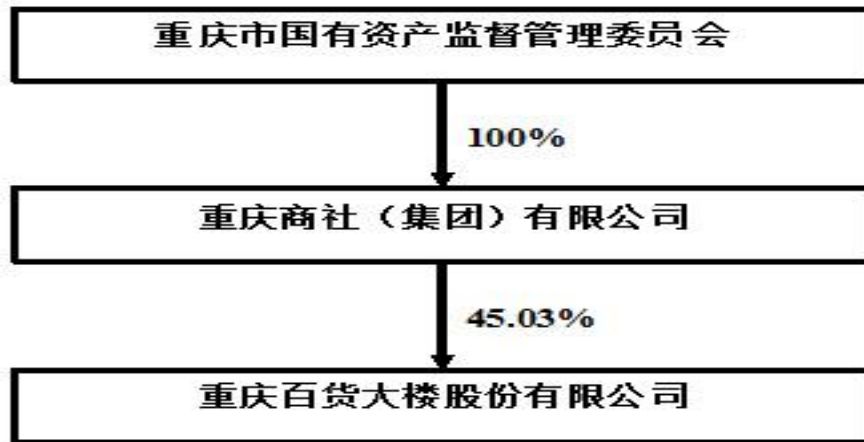 重庆市国有资产监督管理委员会
100%
重庆商社（集团）有限公司
45.03%
重庆百货大楼股份有限公司